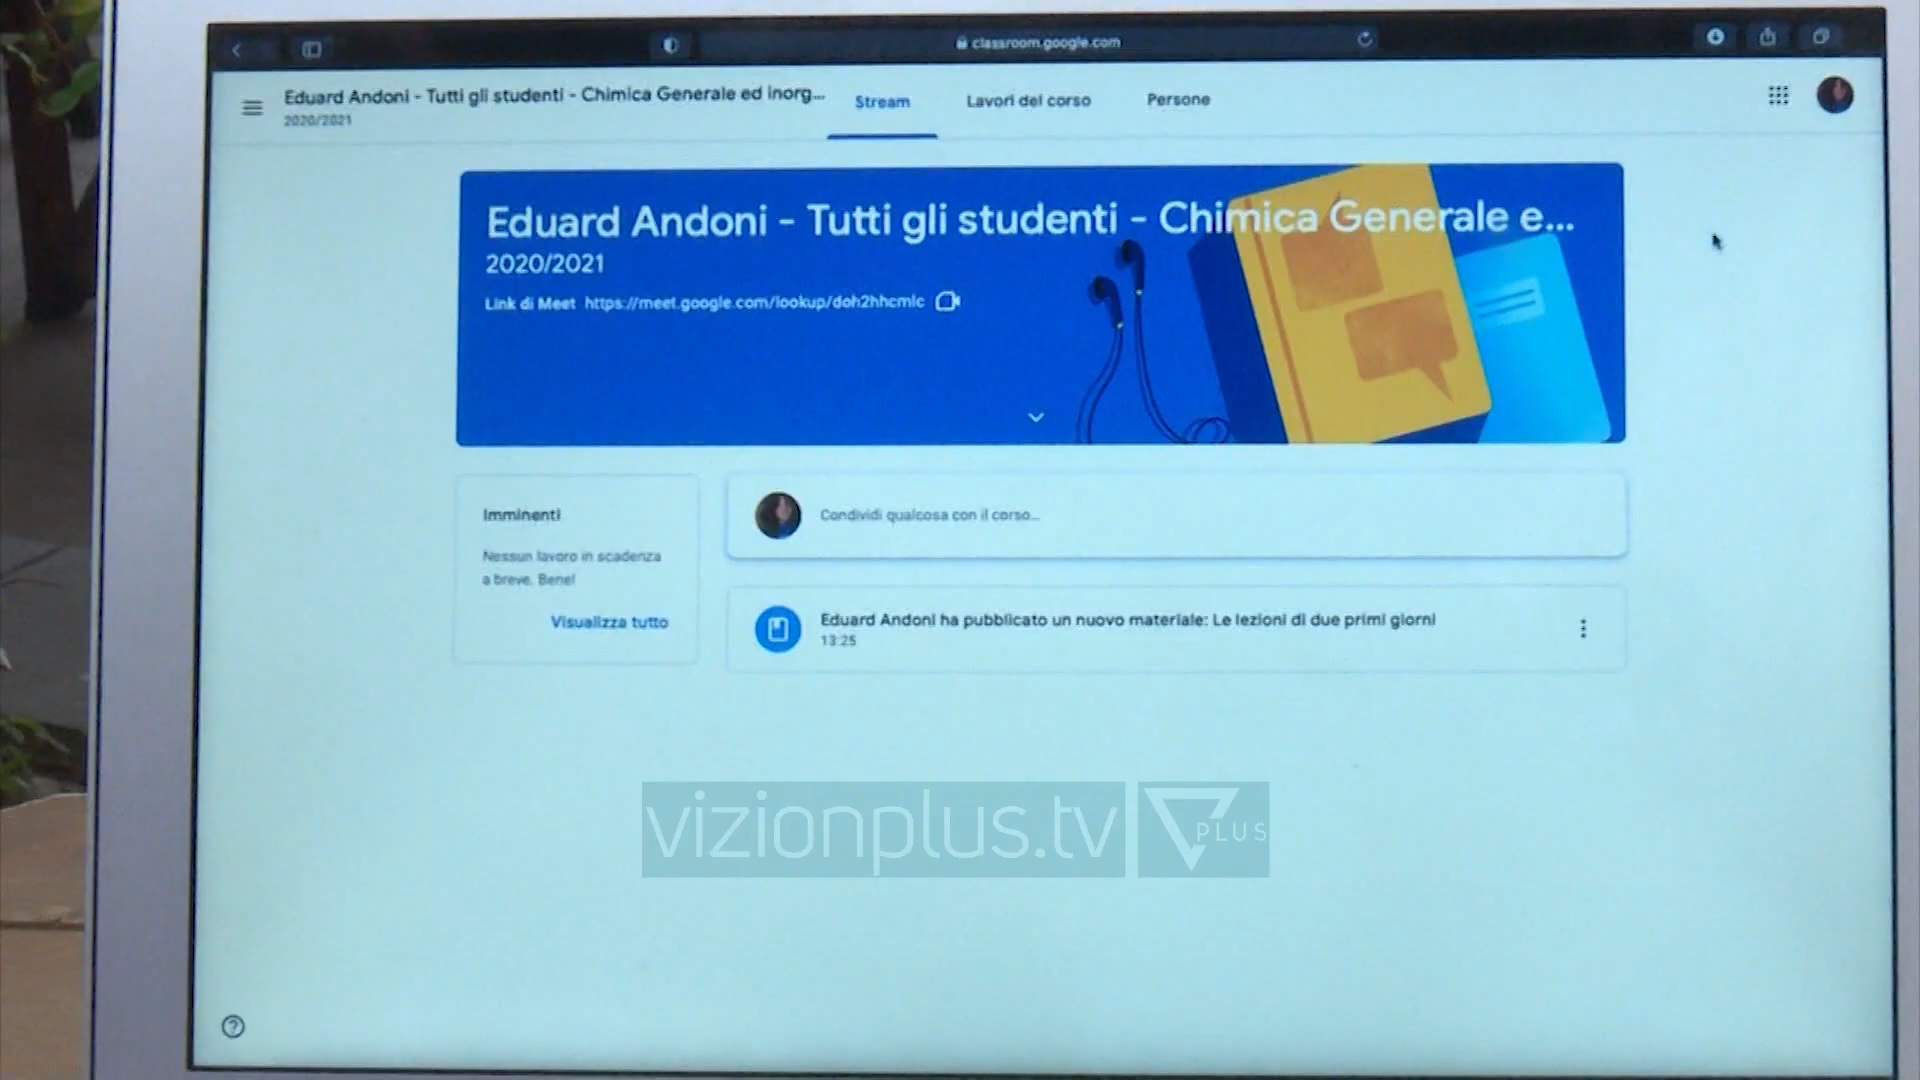 classroom.google.com
Eduard Andoni - Tutti gli studenti - Chimica Generale ed inorg...
2020/2021
Stream
Lavori del corso
Persone
Eduard Andoni - Tutti gli studenti - Chimica Generale e...
2020/2021
Link di Meet https://meet.google.com/lookup/doh2hhcmlc
Imminenti
Nessun lavoro in scadenza
a breve. Bene!
Visualizza tutto
Condividi qualcosa con il corso...
Eduard Andoni ha pubblicato un nuovo materiale: Le lezioni di due primi giorni
13:25
vizionplus.tv
PLUS